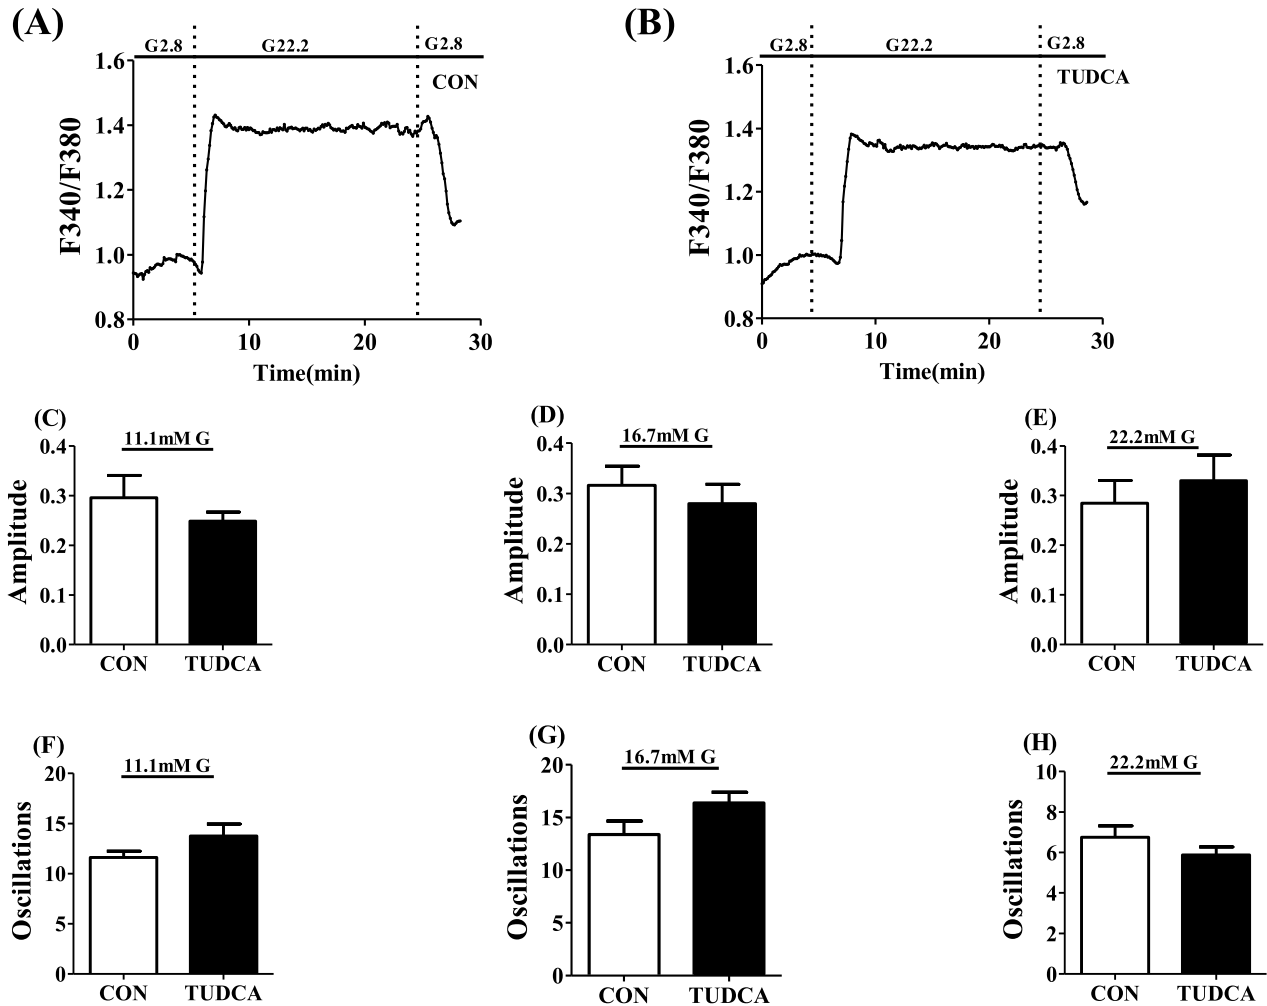 (A)
G2.8 G22.2 G2.8
CON
1.6
1.4
1.2
1.0
0.8
F340/F380
0 10 20 30
Time(min)
(B)
G2.8 G22.2 G2.8
TUDCA
1.6
1.4
1.2
1.0
0.8
F340/F380
0 10 20 30
Time(min)
(C)
11.1mM G
0.4
0.3
0.2
0.1
0.0
Amplitude
CON TUDCA
(D)
16.7mM G
0.4
0.3
0.2
0.1
0.0
Amplitude
CON TUDCA
(E)
22.2mM G
0.4
0.3
0.2
0.1
0.0
Amplitude
CON TUDCA
(F)
11.1mM G
20
15
10
5
0
Oscillations
CON TUDCA
(G)
16.7mM G
20
15
10
5
0
Oscillations
CON TUDCA
(H)
22.2mM G
10
8
6
4
2
0
Oscillations
CON TUDCA